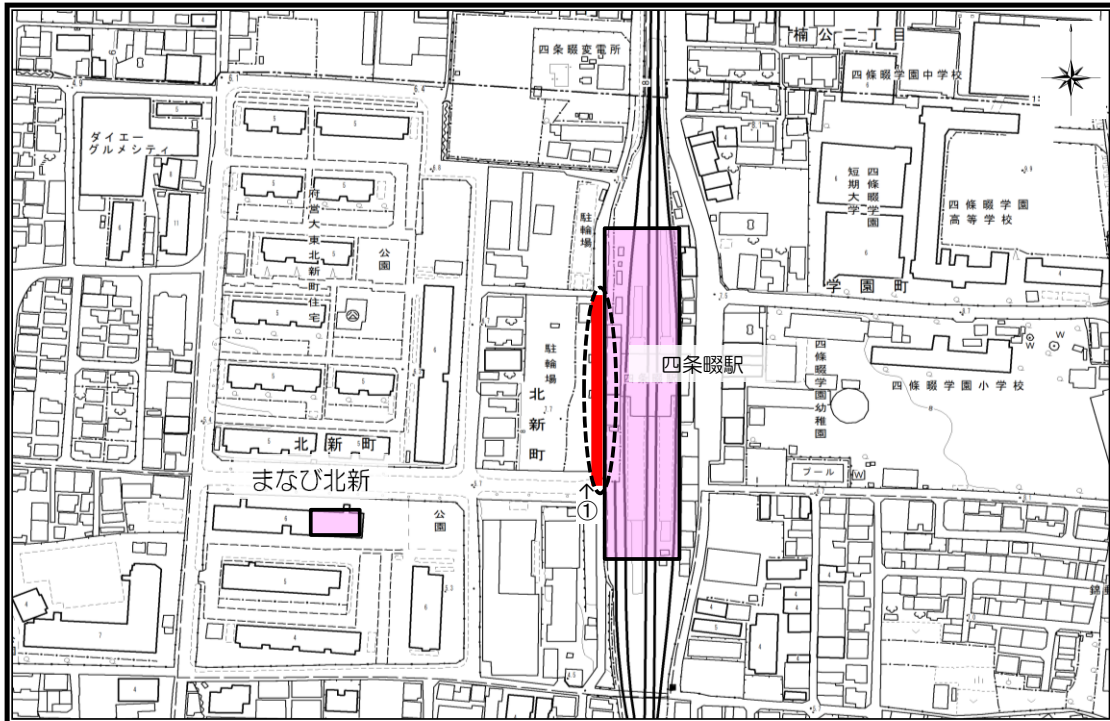 楠公二丁目
四条畷変電所
四條畷学園中学校
ダイエー
グルメシティ
府営大東北新町住宅
公園
駐輪場
四條畷学園
短期大学
四條畷学園
高等学校
学園町
四条畷駅
駐輪場
北新町
四條畷学園幼稚園
四條畷学園小学校
北新町
プール
まなび北新
公園
↑
①